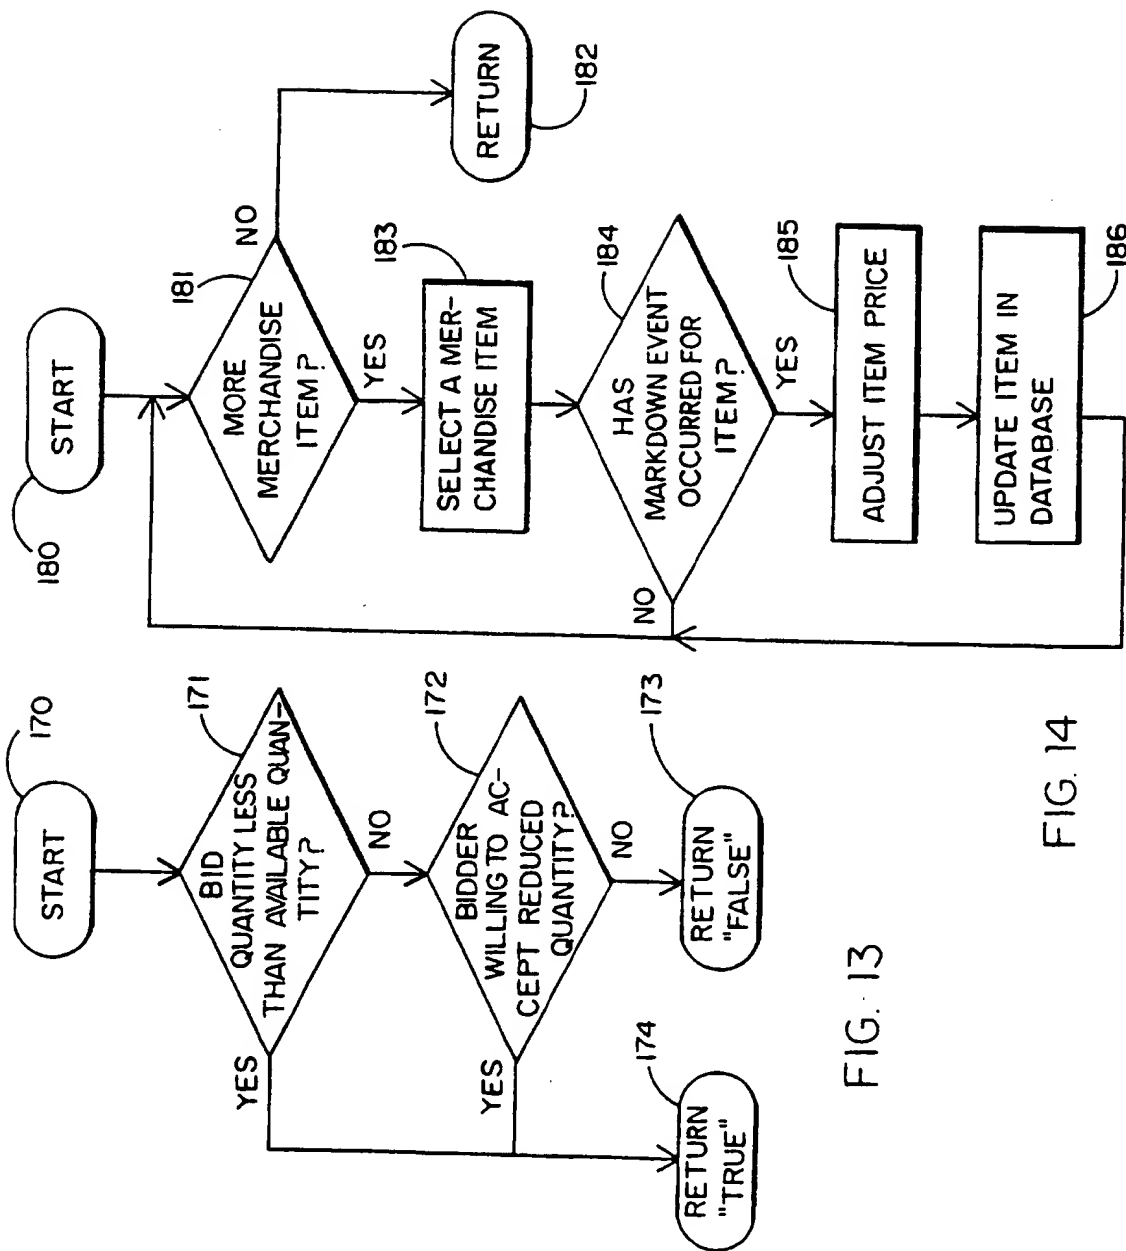 170
START
171
BID
QUANTITY LESS
THAN AVAILABLE QUAN-
TITY?
YES
NO
172
BIDDER
WILLING TO AC-
CEPT REDUCED
QUANTITY?
YES
NO
173
RETURN
"FALSE"
174
RETURN
"TRUE"
FIG. 13
180
START
181
MORE
MERCHANDISE
ITEM?
NO
YES
182
RETURN
183
SELECT A MER-
CHANDISE ITEM
184
HAS
MARKDOWN EVENT
OCCURRED FOR
ITEM?
NO
YES
185
ADJUST ITEM PRICE
186
UPDATE ITEM IN
DATABASE
FIG. 14